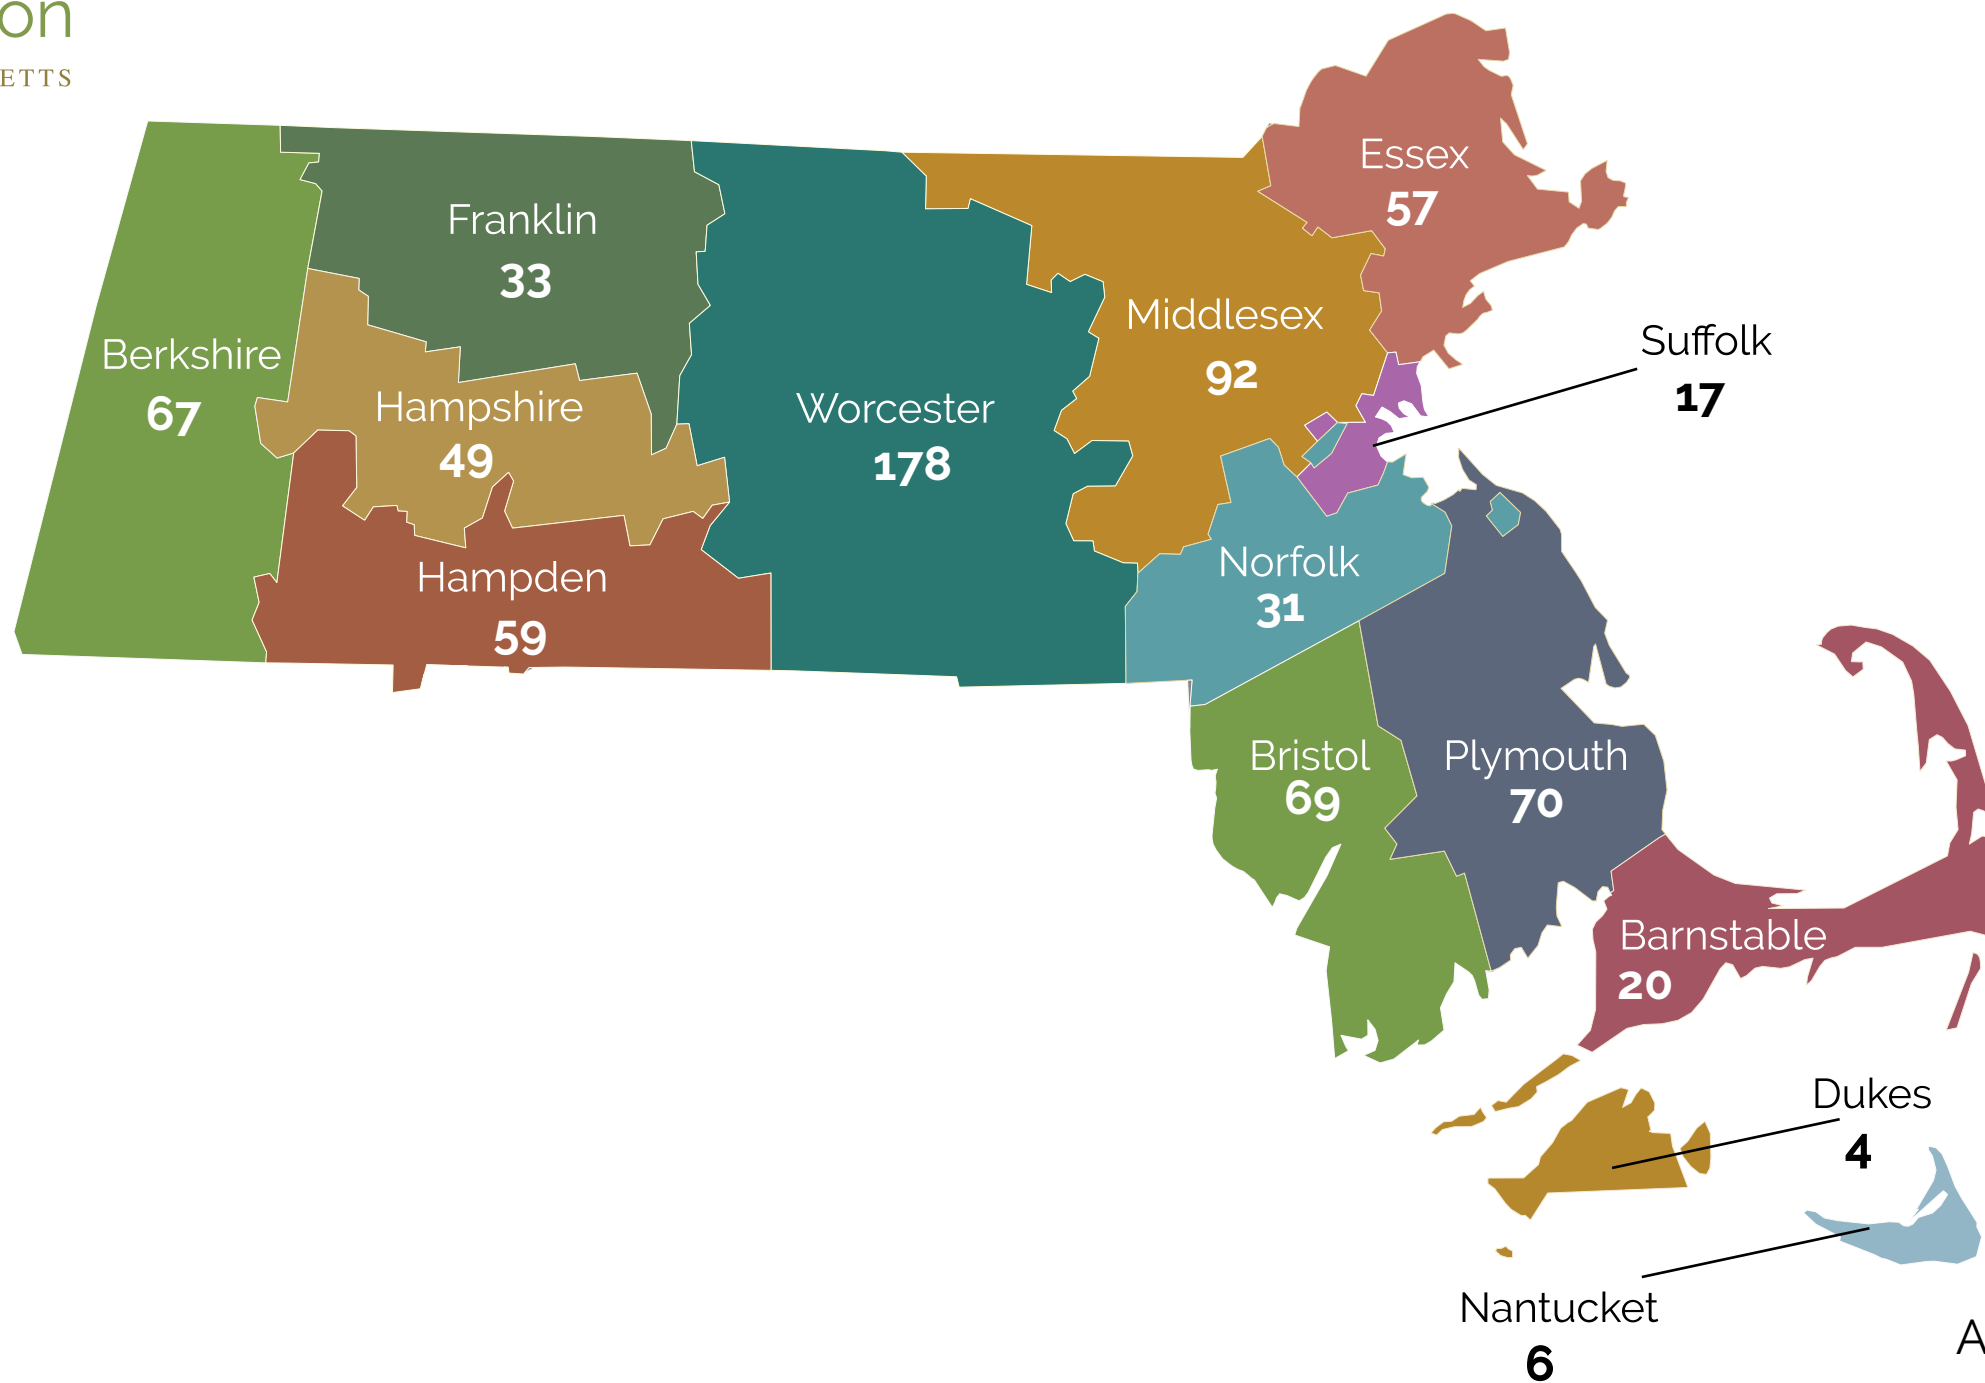 on
ETTS
Essex
57
Franklin
33
Middlesex
92
Suffolk
17
Berkshire
67
Hampshire
49
Worcester
178
Norfolk
31
Hampden
59
Bristol
69
Plymouth
70
Barnstable
20
Dukes
4
Nantucket
6
A